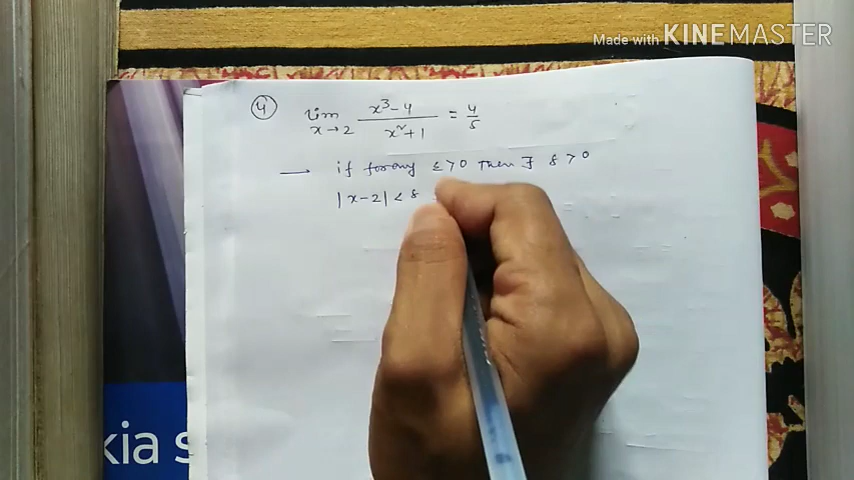 Made with KINEMASTER
④ lim x→2 x³-4 / x²+1 = 4/5
→ if for any ε>0 then ∃ δ>0
|x-2| < δ
kia s